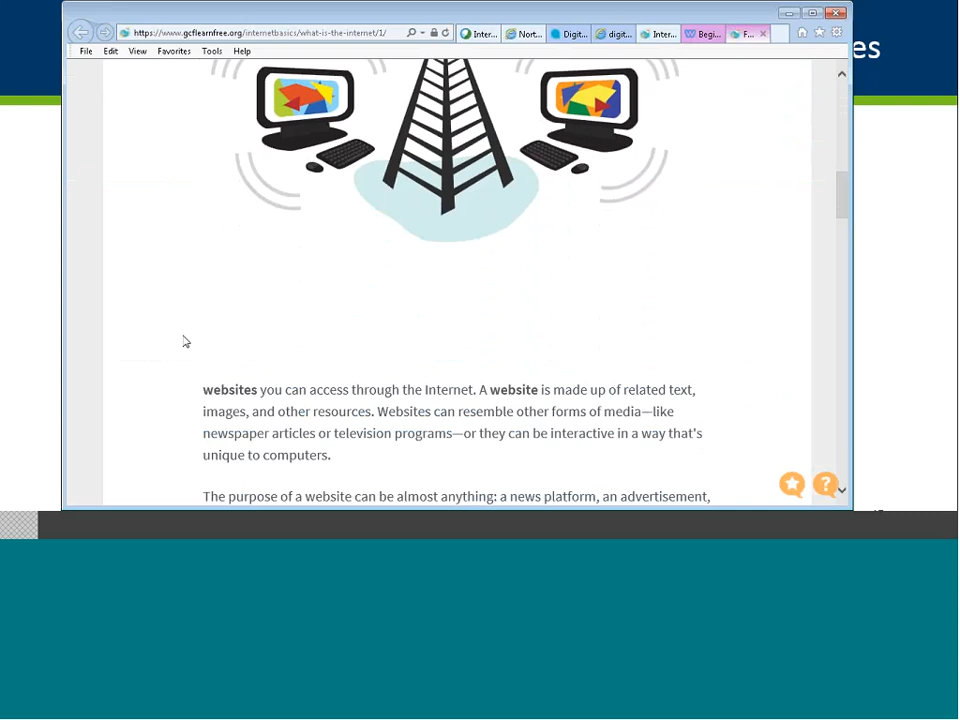 es
https://www.gcflearnfree.org/internetbasics/what-is-the-internet/1/
Inter...
Nort...
Digit...
digit...
Inter...
Begi...
F...
File Edit View Favorites Tools Help
websites you can access through the Internet. A website is made up of related text,
images, and other resources. Websites can resemble other forms of media—like
newspaper articles or television programs—or they can be interactive in a way that's
unique to computers.
The purpose of a website can be almost anything: a news platform, an advertisement,
?